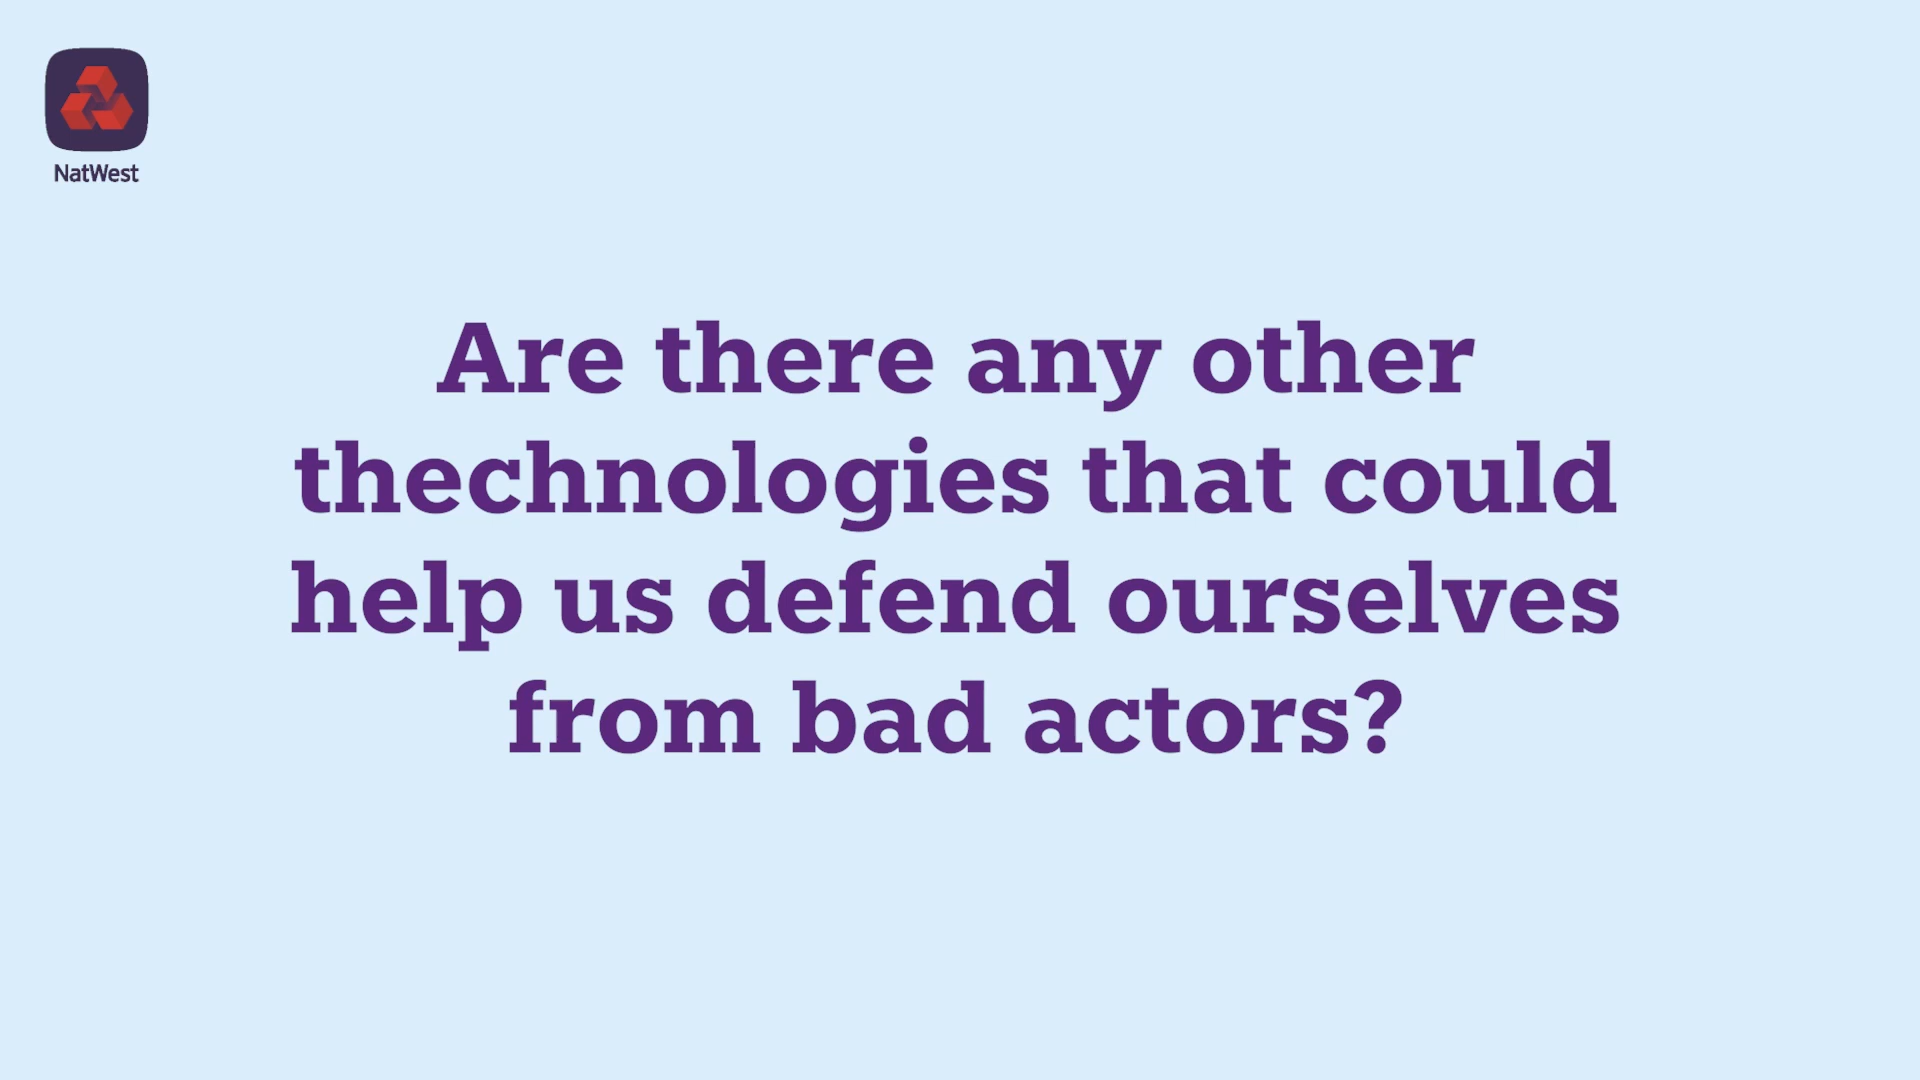 NatWest
Are there any other
thechnologies that could
help us defend ourselves
from bad actors?